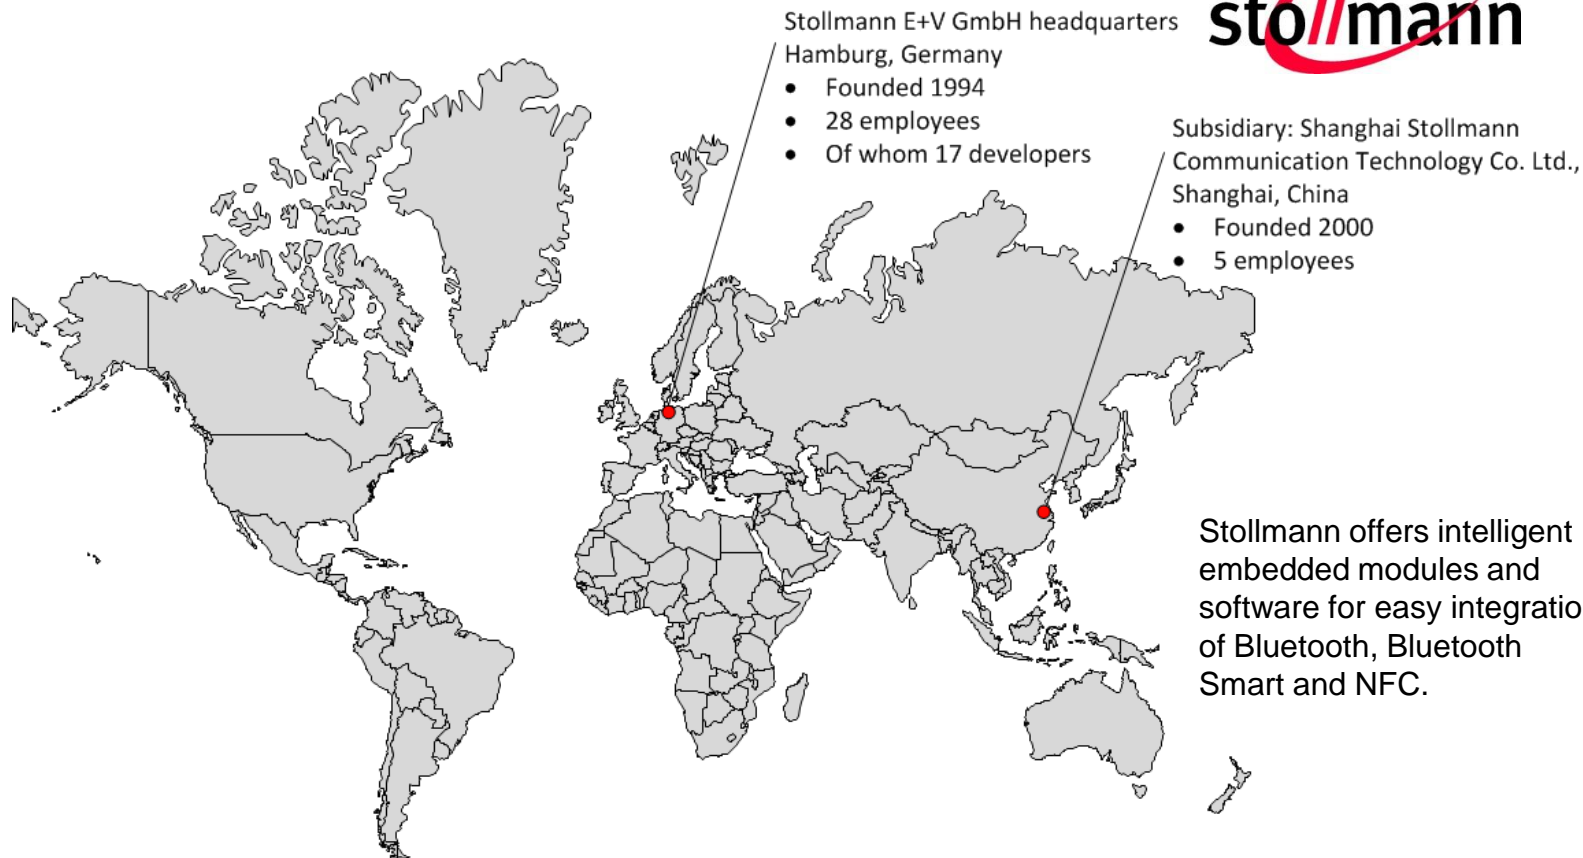 Stollmann E+V GmbH headquarters
Hamburg, Germany
• Founded 1994
• 28 employees
• Of whom 17 developers
stollmann
Subsidiary: Shanghai Stollmann
Communication Technology Co. Ltd.,
Shanghai, China
• Founded 2000
• 5 employees
Stollmann offers intelligent
embedded modules and
software for easy integratio
of Bluetooth, Bluetooth
Smart and NFC.